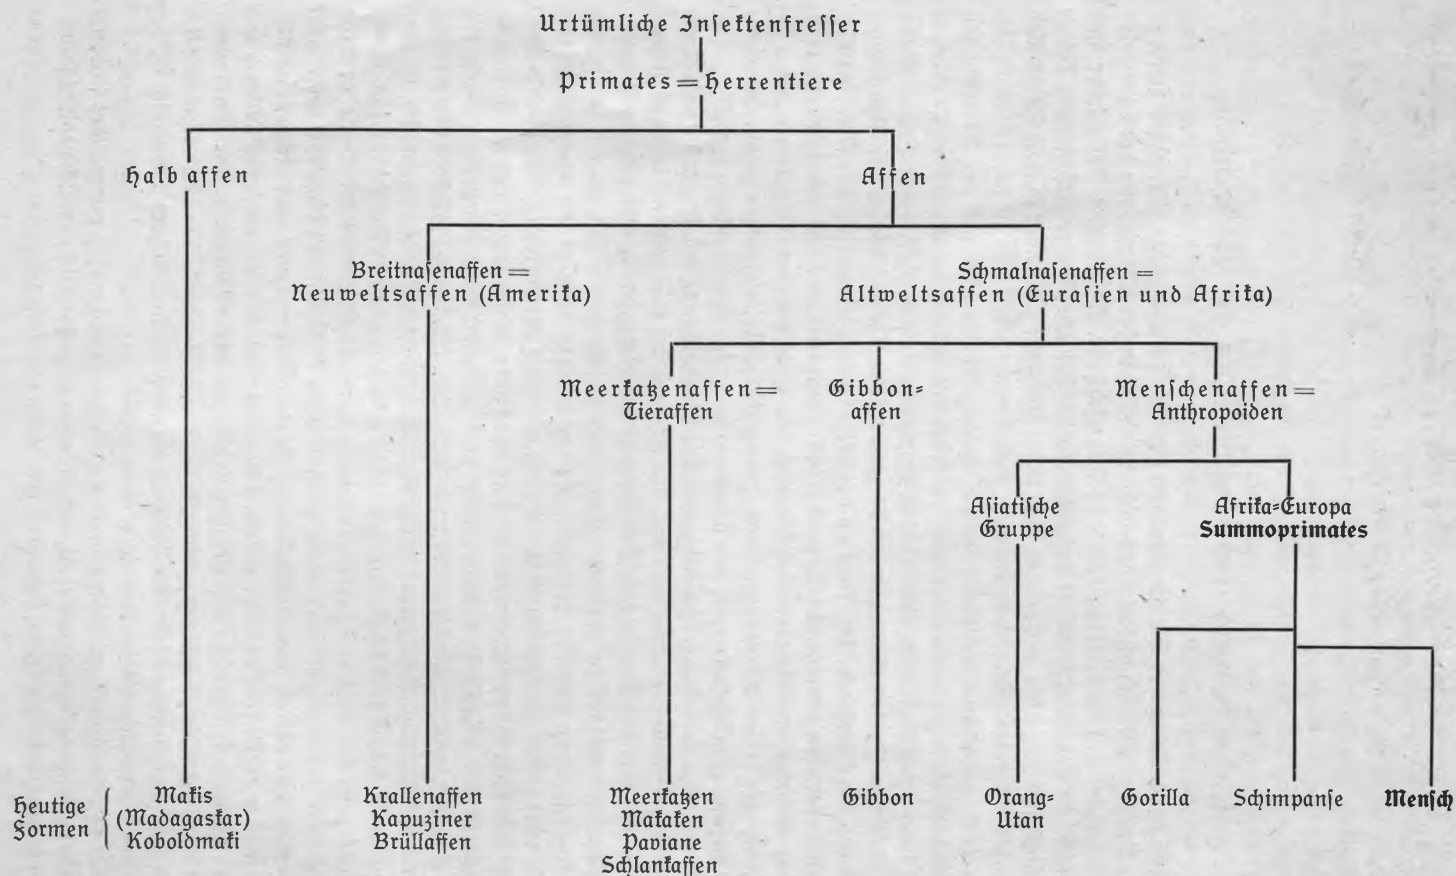 Urtümliche Insektenfresser
Primates = Herrentiere
Halbaffen
Affen
Breitnasenaffen =
Neuweltsaffen (Amerika)
Schmalnasenaffen =
Altweltsaffen (Eurasien und Afrika)
Meerkatzenaffen =
Tieraffen
Gibbon-
affen
Menschenaffen =
Anthropoiden
Asiatische
Gruppe
Afrika-Europa
Summoprimates
Heutige
Formen
Makis
(Madagaskar)
Koboldmaki
Krallenaffen
Kapuziner
Brüllaffen
Meerkatzen
Makaken
Paviane
Schlankaffen
Gibbon
Orang-
Utan
Gorilla
Schimpanse
Mensch